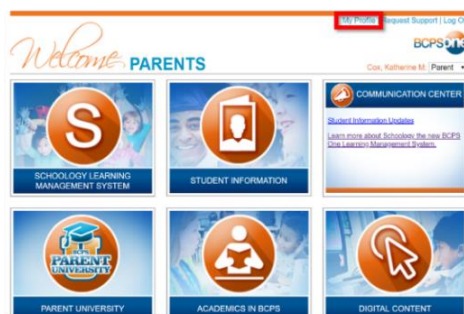 My Profile Request Support | Log O
BCPSone
Welcome PARENTS
Cox, Katherine M. Parent
COMMUNICATION CENTER
Student Information Updates
Learn more about Schoology the new BCPS
One Learning Management System.
S
SCHOOLOGY LEARNING
MANAGEMENT SYSTEM
STUDENT INFORMATION
BCPS
PARENT
UNIVERSITY
PARENT UNIVERSITY
ACADEMICS IN BCPS
DIGITAL CONTENT